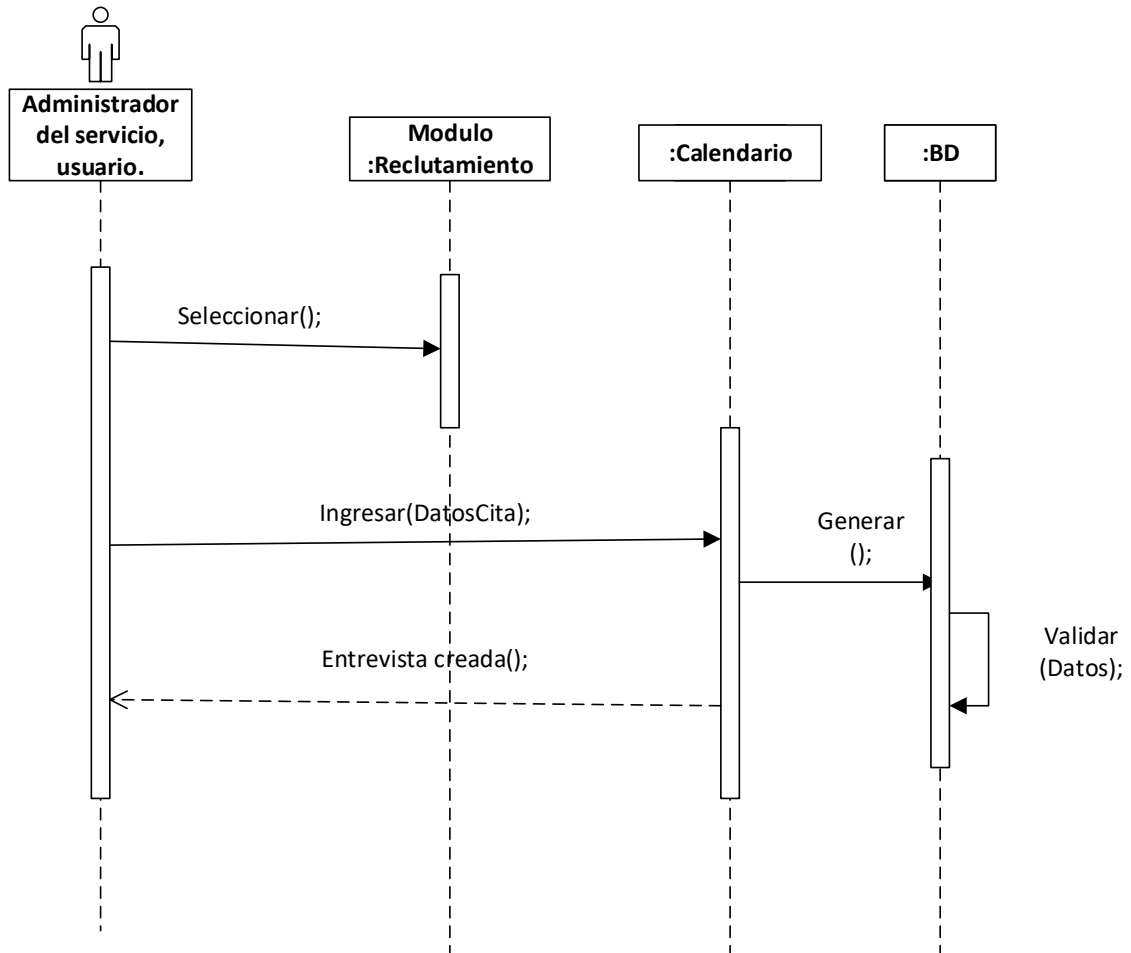 Administrador
del servicio,
usuario.
Modulo
:Reclutamiento
:Calendario
:BD
Seleccionar();
Ingresar(DatosCita);
Generar
();
Validar
(Datos);
Entrevista creada();